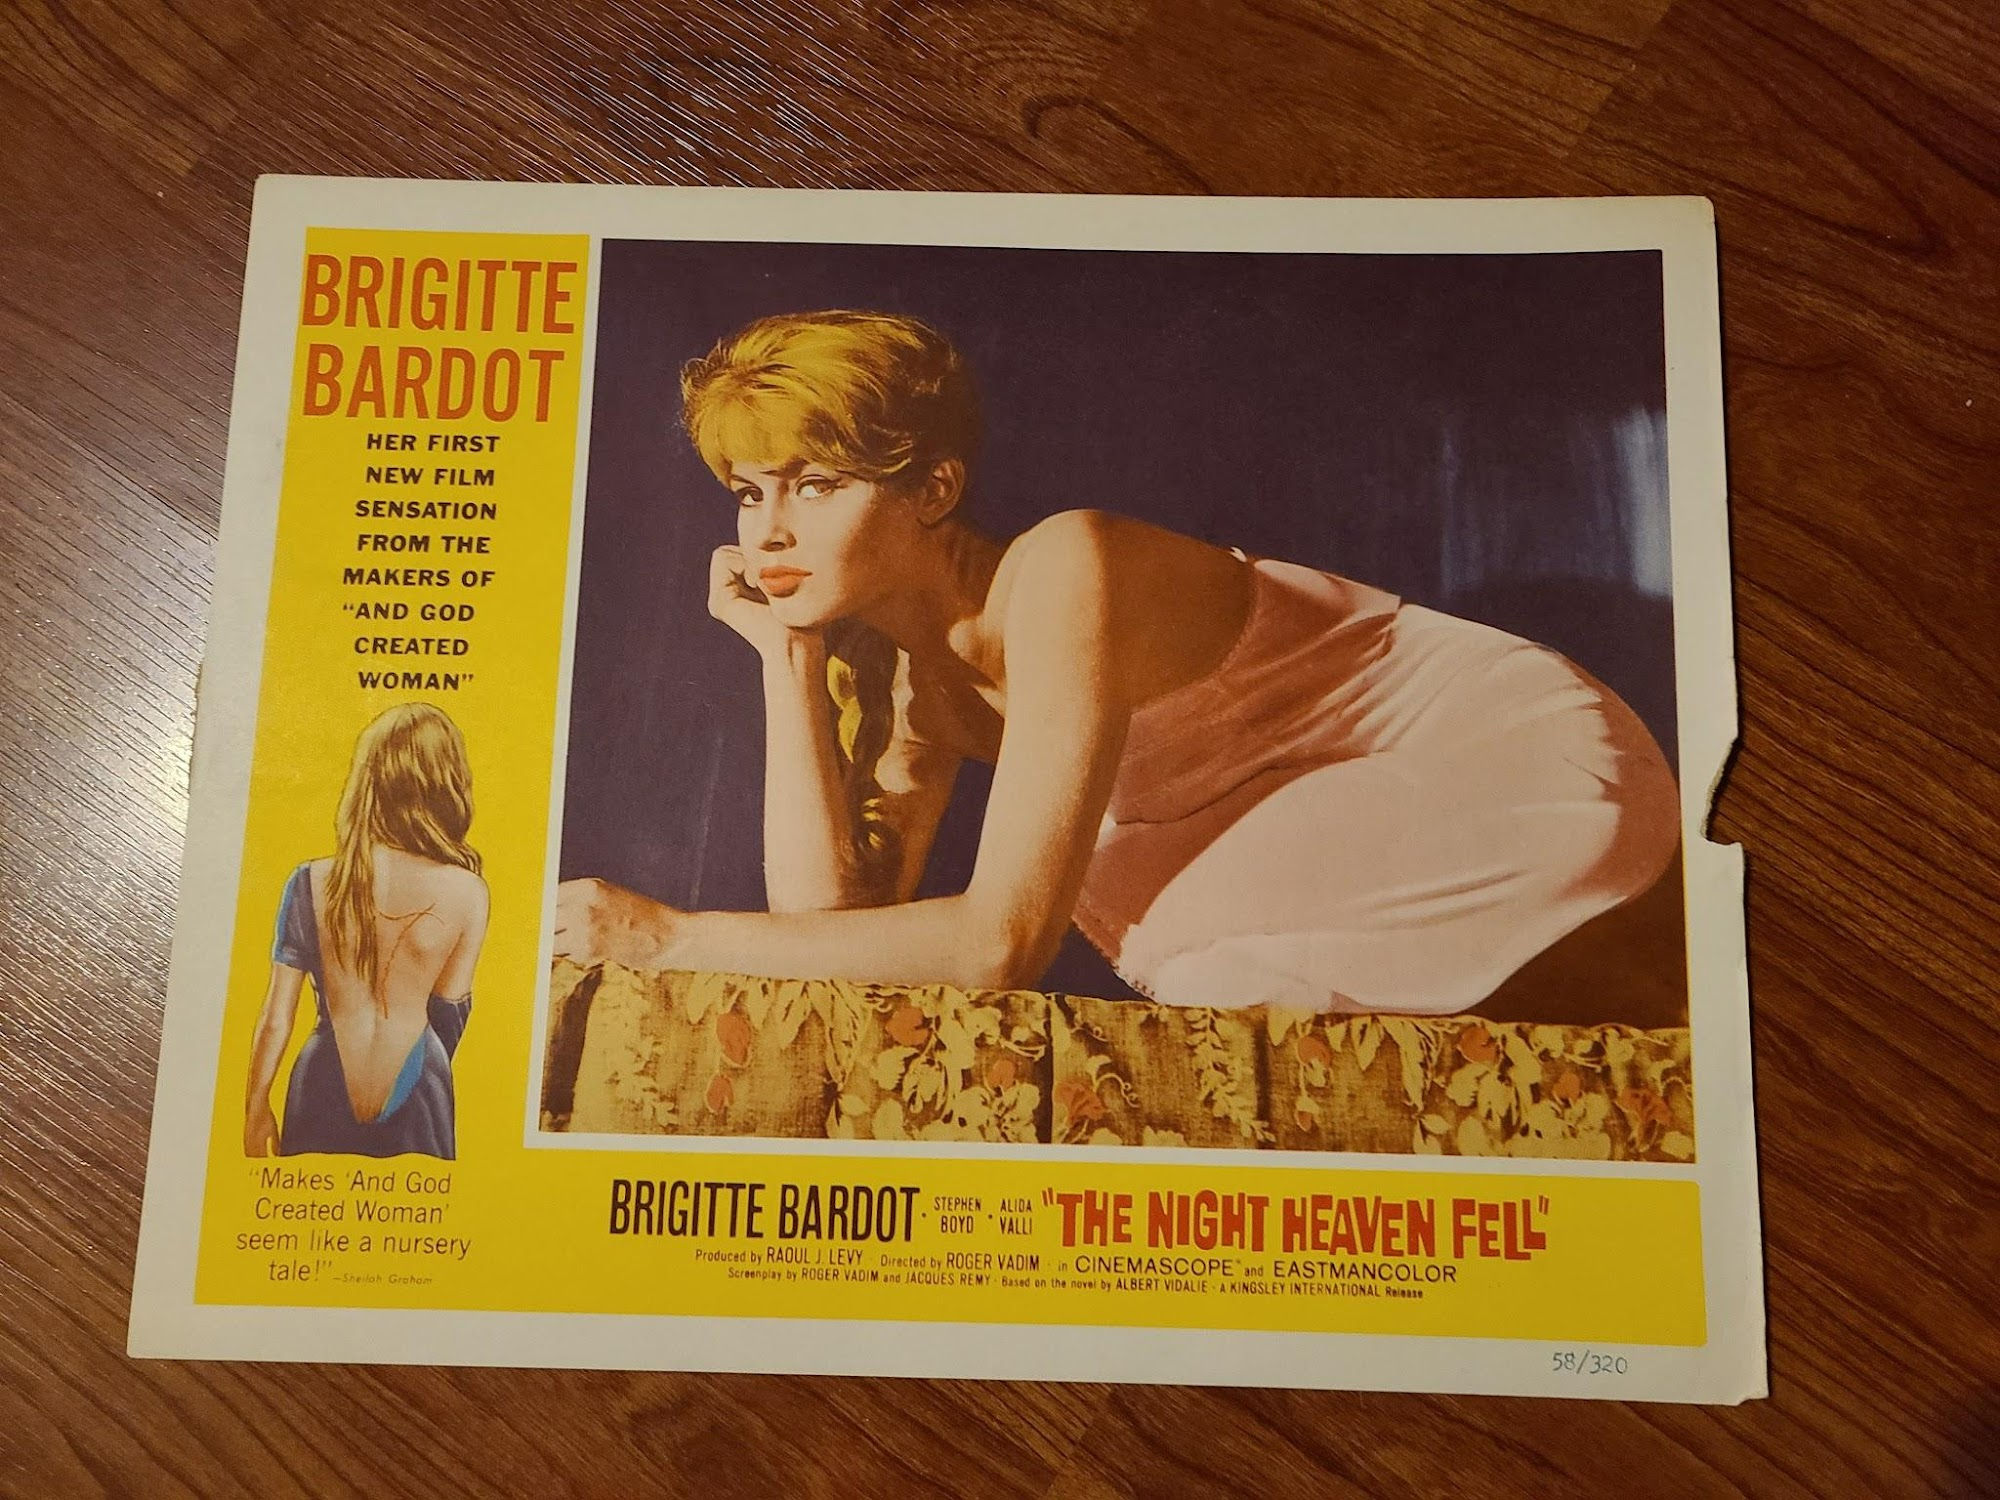 BRIGITTE
BARDOT
HER FIRST
NEW FILM
SENSATION
FROM THE
MAKERS OF
"AND GOD
CREATED
WOMAN"
"Makes 'And God
Created Woman'
seem like a nursery
tale!" —Sheilah Graham
BRIGITTE BARDOT · STEPHEN BOYD · ALIDA VALLI "THE NIGHT HEAVEN FELL"
Produced by RAOUL J. LEVY · Directed by ROGER VADIM · in CINEMASCOPE® and EASTMANCOLOR
Screenplay by ROGER VADIM and JACQUES REMY · Based on the novel by ALBERT VIDALIE · A KINGSLEY INTERNATIONAL Release
58/320